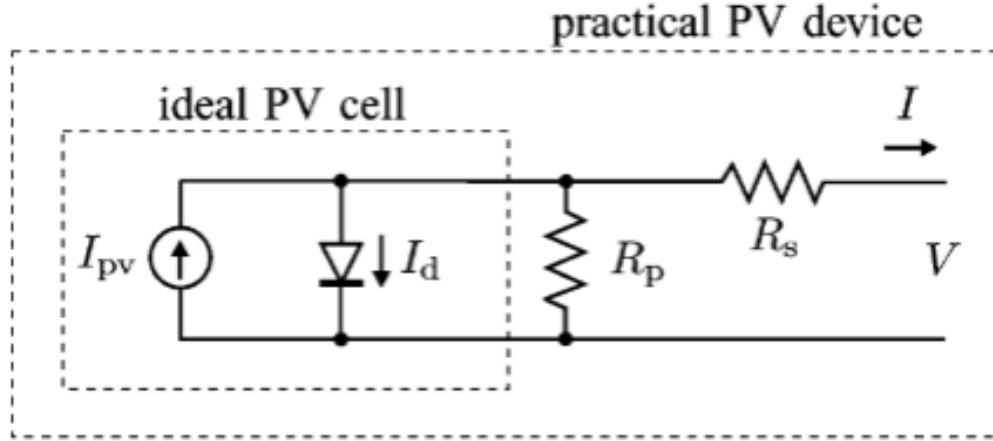 practical PV device
ideal PV cell
I
Ipv
Id
Rp
Rs
V